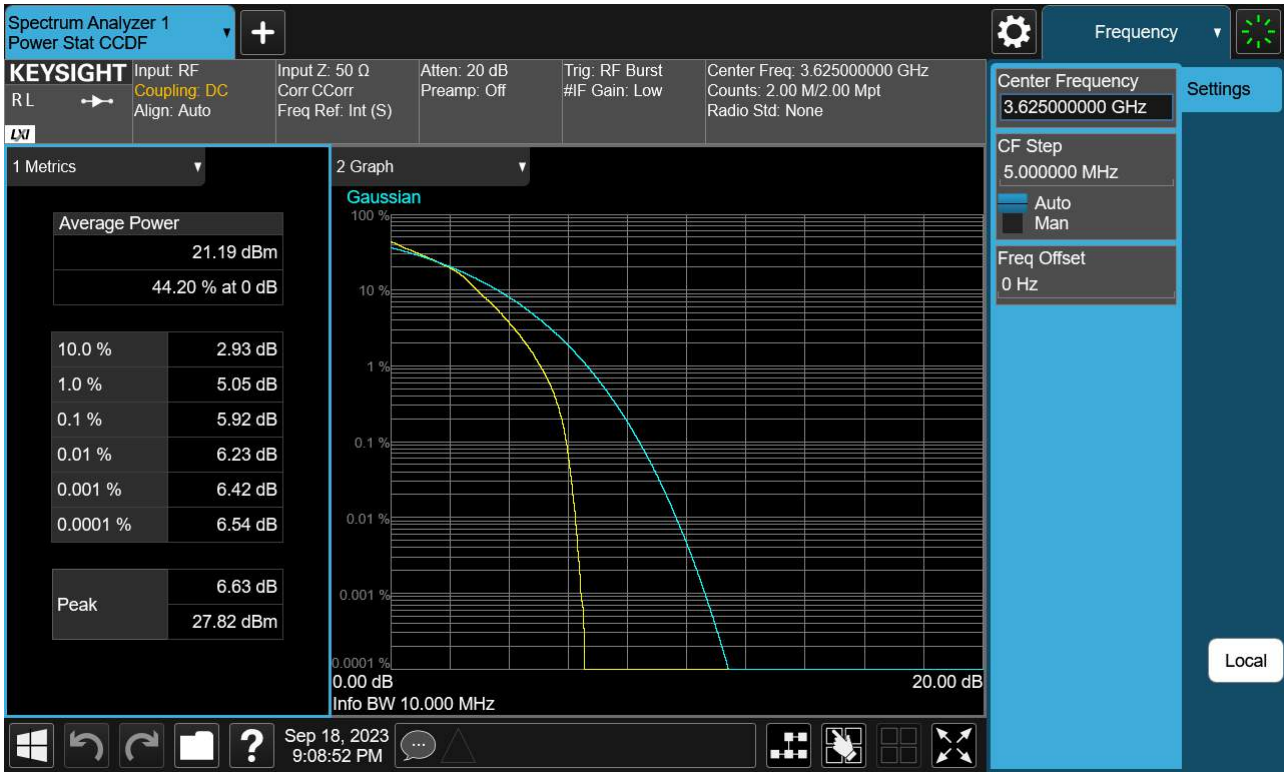 Spectrum Analyzer 1
Power Stat CCDF
Frequency
KEYSIGHT
R L
LXI
Input: RF
Coupling: DC
Align: Auto
Input Z: 50 Ω
Corr CCorr
Freq Ref: Int (S)
Atten: 20 dB
Preamp: Off
Trig: RF Burst
#IF Gain: Low
Center Freq: 3.625000000 GHz
Counts: 2.00 M/2.00 Mpt
Radio Std: None
Center Frequency
3.625000000 GHz
Settings
CF Step
5.000000 MHz
Auto
Man
Freq Offset
0 Hz
Local
1 Metrics
Average Power
21.19 dBm
44.20 % at 0 dB
10.0 % 2.93 dB
1.0 % 5.05 dB
0.1 % 5.92 dB
0.01 % 6.23 dB
0.001 % 6.42 dB
0.0001 % 6.54 dB
Peak 6.63 dB
27.82 dBm
2 Graph
Gaussian
100 %
10 %
1 %
0.1 %
0.01 %
0.001 %
0.0001 %
0.00 dB 20.00 dB
Info BW 10.000 MHz
?
Sep 18, 2023
9:08:52 PM